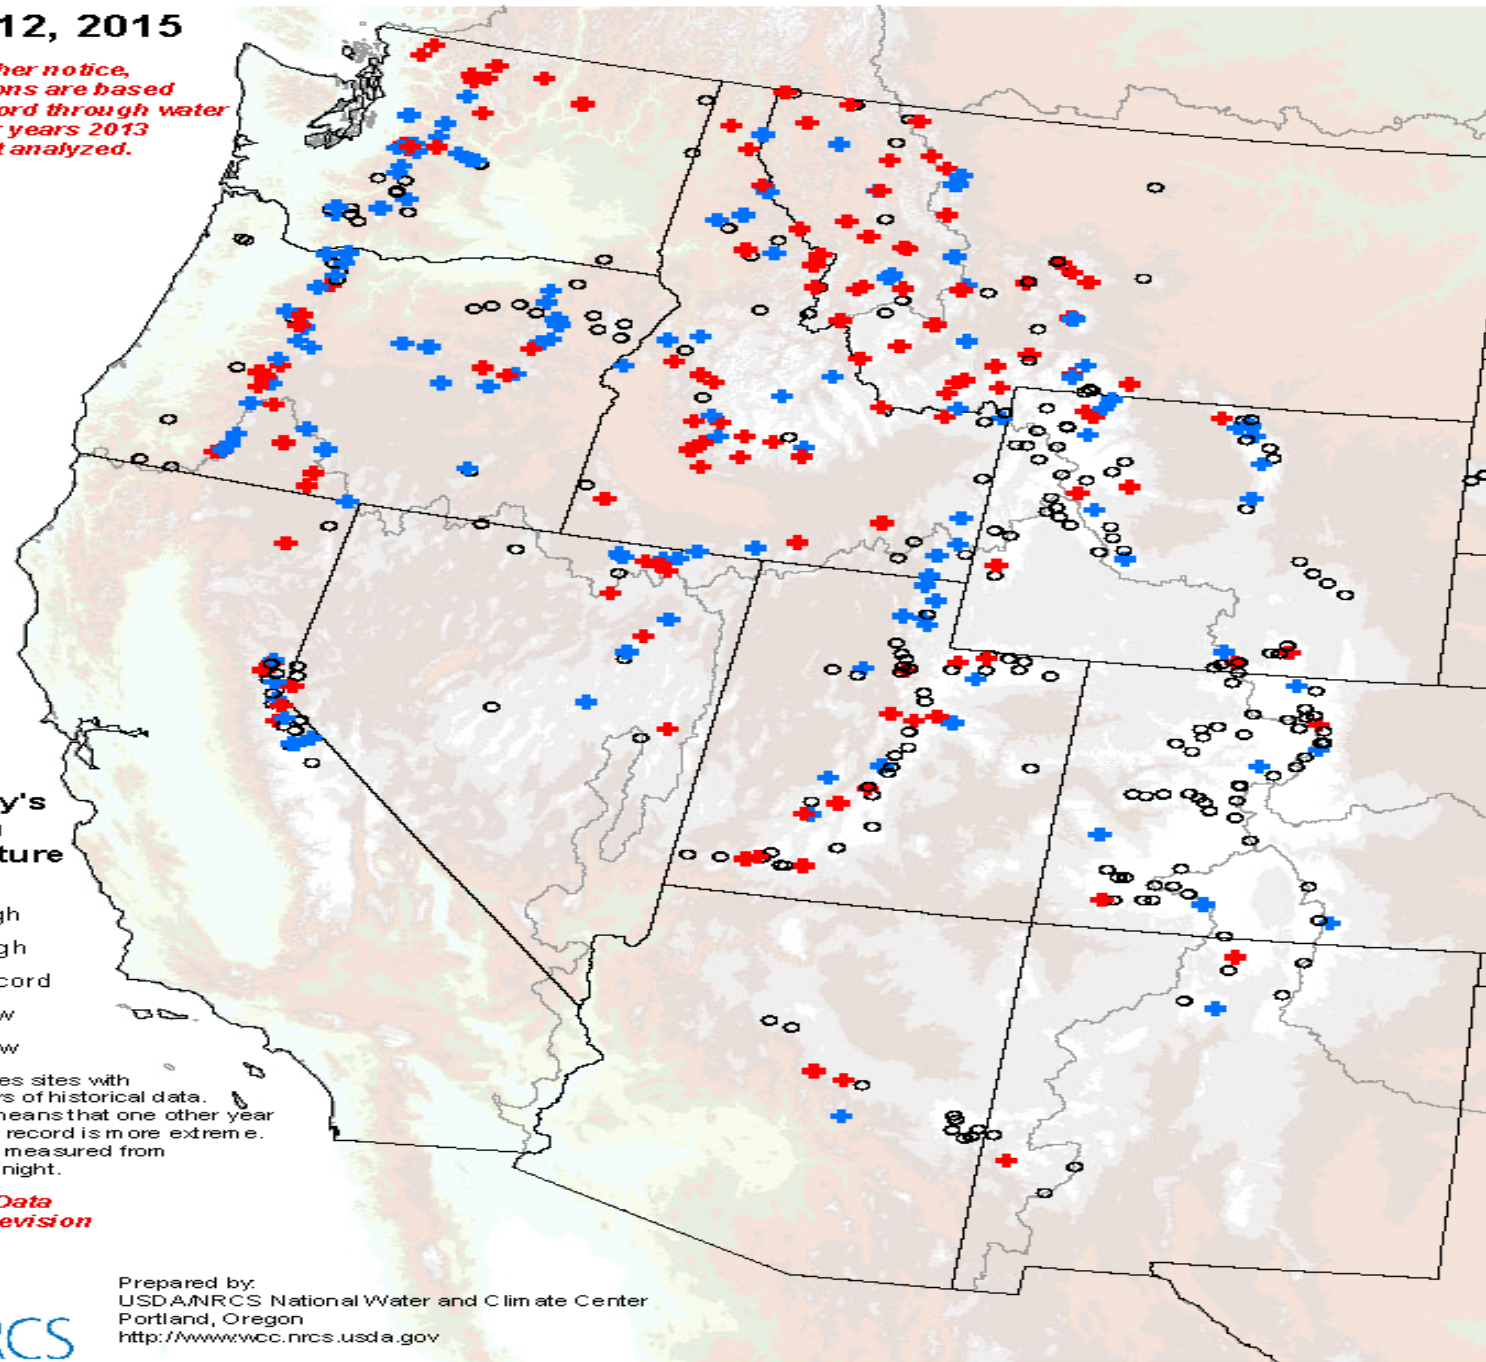 12, 2015
her notice,
ons are based
ord through water
r years 2013
t analyzed.
y's
ture
gh
gh
cord
w
w
es sites with
rs of historical data.
means that one other year
record is more extreme.
measured from
night.
Data
evision
Prepared by:
USDA/NRCS National Water and Climate Center
Portland, Oregon
http://www.wcc.nrcs.usda.gov
RCS